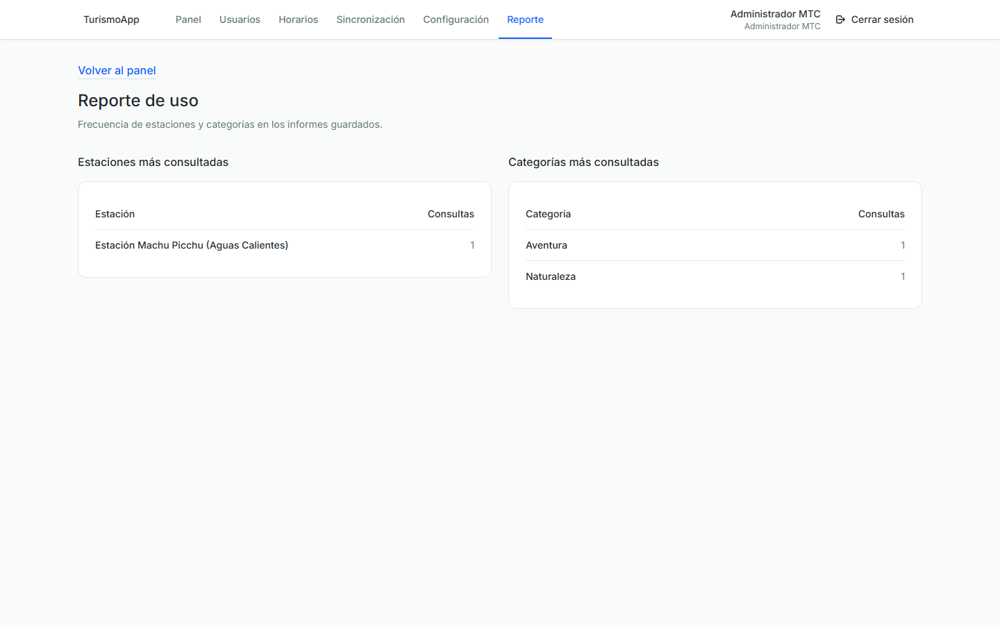 TurismoApp Panel Usuarios Horarios Sincronización Configuración Reporte Administrador MTC Cerrar sesión
Administrador MTC
Volver al panel
Reporte de uso
Frecuencia de estaciones y categorías en los informes guardados.
Estaciones más consultadas
Estación Consultas
Estación Machu Picchu (Aguas Calientes) 1
Categorías más consultadas
Categoría Consultas
Aventura 1
Naturaleza 1